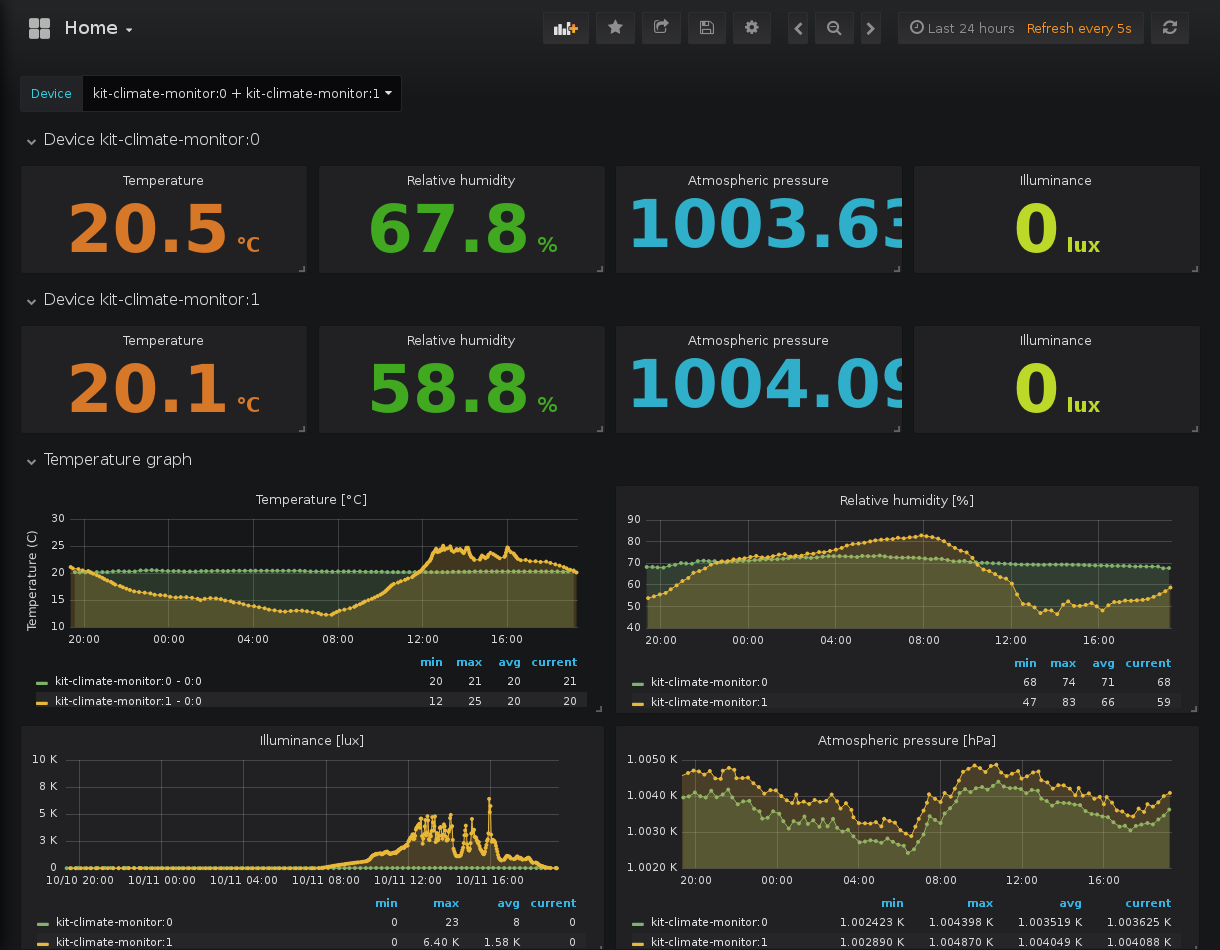 Home
Last 24 hours Refresh every 5s
Device kit-climate-monitor:0 + kit-climate-monitor:1
Device kit-climate-monitor:0
Temperature Relative humidity Atmospheric pressure Illuminance
20.5 °C 67.8 % 1003.63 0 lux
Device kit-climate-monitor:1
Temperature Relative humidity Atmospheric pressure Illuminance
20.1 °C 58.8 % 1004.09 0 lux
Temperature graph
Temperature [°C]
Temperature (C)
30
25
20
15
10
20:00 00:00 04:00 08:00 12:00 16:00
min max avg current
kit-climate-monitor:0 - 0:0 20 21 20 21
kit-climate-monitor:1 - 0:0 12 25 20 20
Relative humidity [%]
90
80
70
60
50
40
20:00 00:00 04:00 08:00 12:00 16:00
min max avg current
kit-climate-monitor:0 68 74 71 68
kit-climate-monitor:1 47 83 66 59
Illuminance [lux]
10 K
8 K
5 K
3 K
0
10/10 20:00 10/11 00:00 10/11 04:00 10/11 08:00 10/11 12:00 10/11 16:00
min max avg current
kit-climate-monitor:0 0 23 8 0
kit-climate-monitor:1 0 6.40 K 1.58 K 0
Atmospheric pressure [hPa]
1.0050 K
1.0040 K
1.0030 K
1.0020 K
20:00 00:00 04:00 08:00 12:00 16:00
min max avg current
kit-climate-monitor:0 1.002423 K 1.004398 K 1.003519 K 1.003625 K
kit-climate-monitor:1 1.002890 K 1.004870 K 1.004049 K 1.004088 K